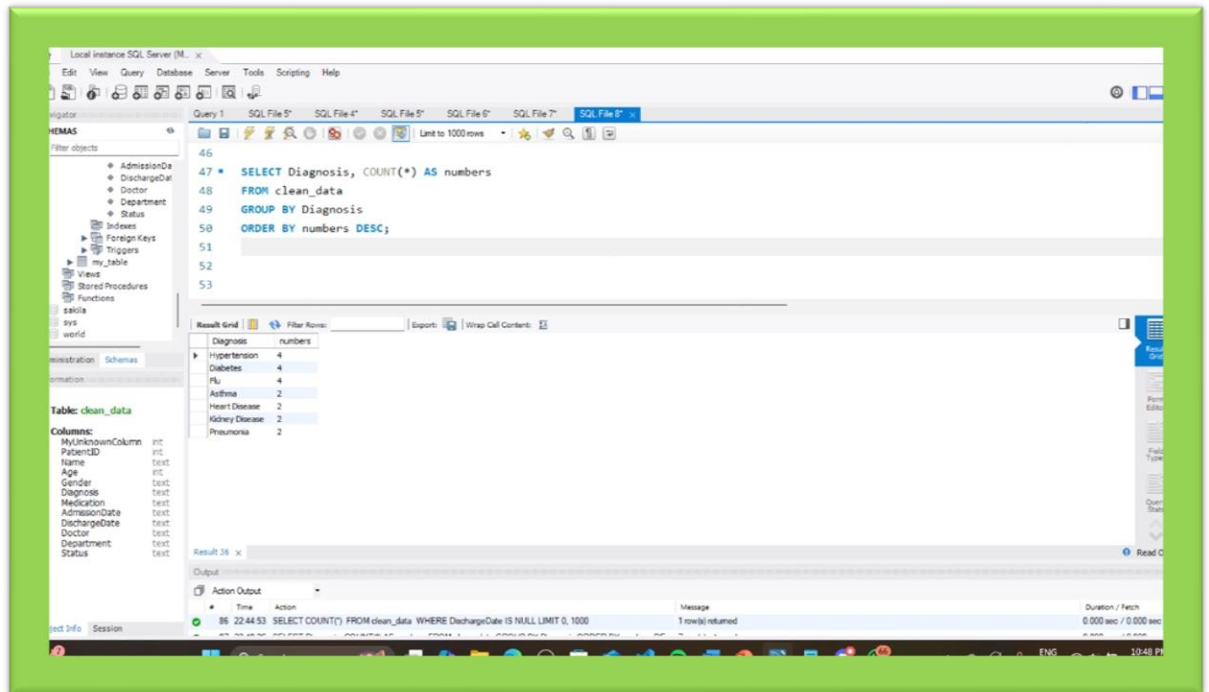 Local instance SQL Server (M...
Edit View Query Database Server Tools Scripting Help
Query 1 SQL File 5* SQL File 4* SQL File 5* SQL File 6* SQL File 7* SQL File 8*
HEMAS
Filter objects
Limit to 1000 rows
AdmissionDa
DischargeDat
Doctor
Department
Status
Indexes
Foreign Keys
Triggers
my_table
Views
Stored Procedures
Functions
sakila
sys
world
46
47 SELECT Diagnosis, COUNT(*) AS numbers
48 FROM clean_data
49 GROUP BY Diagnosis
50 ORDER BY numbers DESC;
51
52
53
Result Grid Filter Rows: Export: Wrap Cell Content:
Diagnosis numbers
Hypertension 4
Diabetes 4
Flu 4
Asthma 2
Heart Disease 2
Kidney Disease 2
Pneumonia 2
ministration Schemas
ormation
Table: clean_data
Columns:
MyUnknownColumn int
PatientID int
Name text
Age int
Gender text
Diagnosis text
Medication text
AdmissionDate text
DischargeDate text
Doctor text
Department text
Status text
ject Info Session
Result 36
Read O
Output
Action Output
# Time Action Message Duration / Fetch
86 22:44:53 SELECT COUNT(*) FROM clean_data WHERE DischargeDate IS NULL LIMIT 0, 1000 1 row(s) returned 0.000 sec / 0.000 sec
ENG
10:48 PM